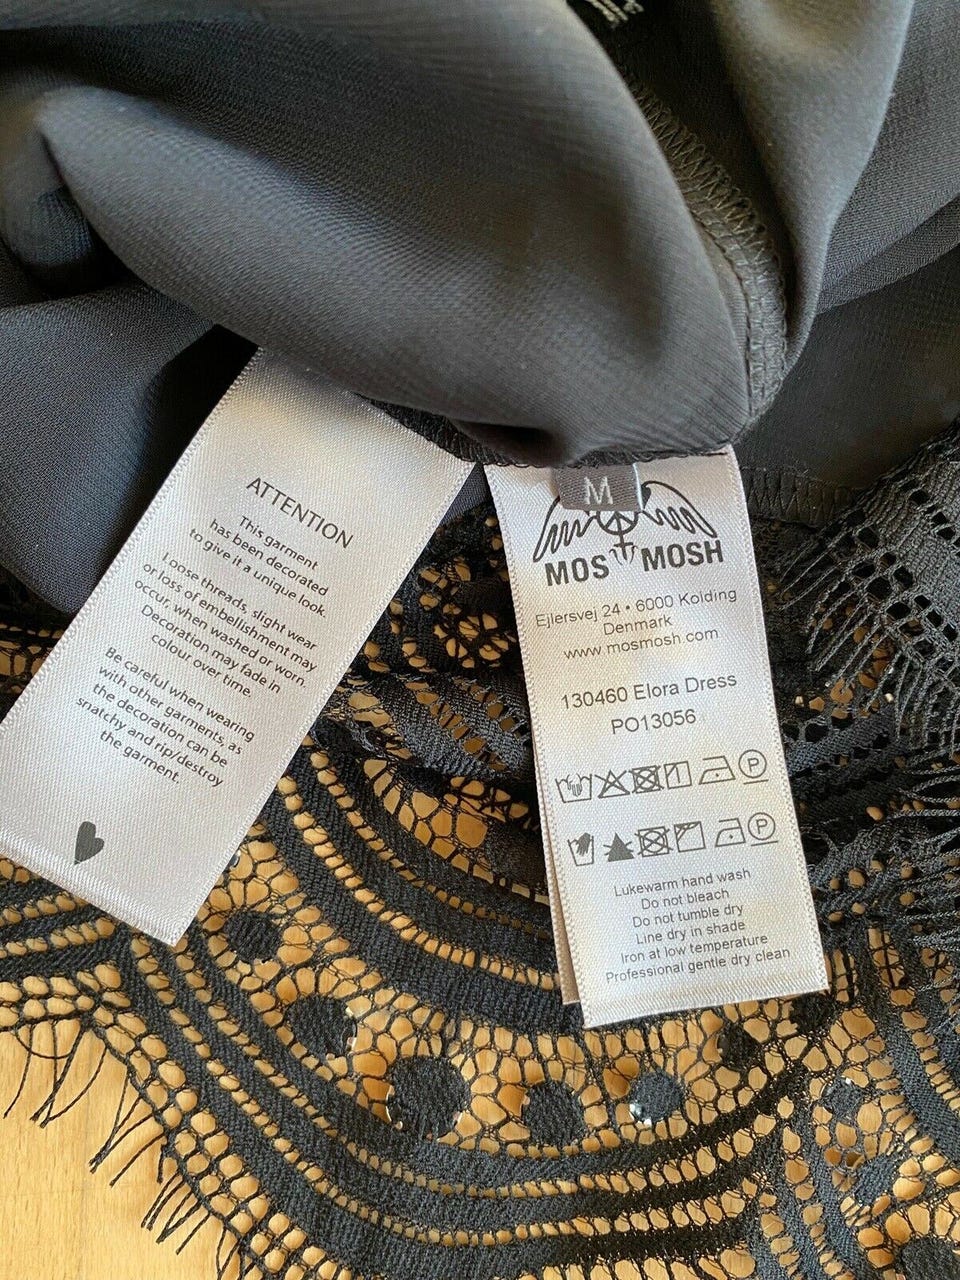 ATTENTION
This garment
has been decorated
to give it a unique look.
Loose threads, slight wear
or loss of embellishment may
occur, when washed or worn.
Decoration may fade in
colour over time.
Be careful when wearing
with other garments, as
the decoration can be
snatchy and rip/destroy
the garment.
M
MOS MOSH
Ejlersvej 24 • 6000 Kolding
Denmark
www.mosmosh.com
130460 Elora Dress
PO13056
P
P
Lukewarm hand wash
Do not bleach
Do not tumble dry
Line dry in shade
Iron at low temperature
Professional gentle dry clean